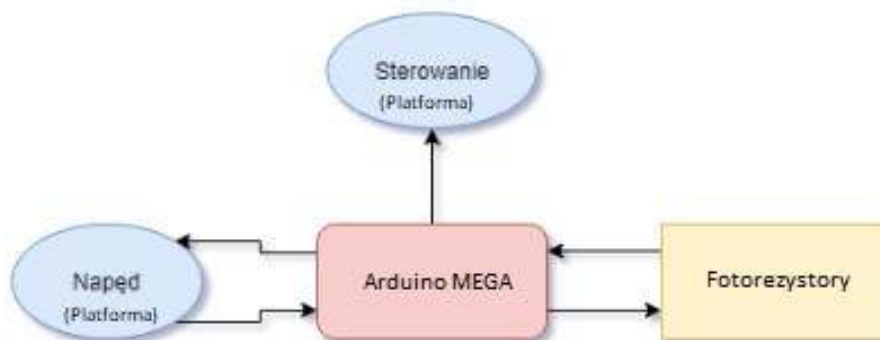 Sterowanie
(Platforma)
Napęd
(Platforma)
Arduino MEGA
Fotorezystory